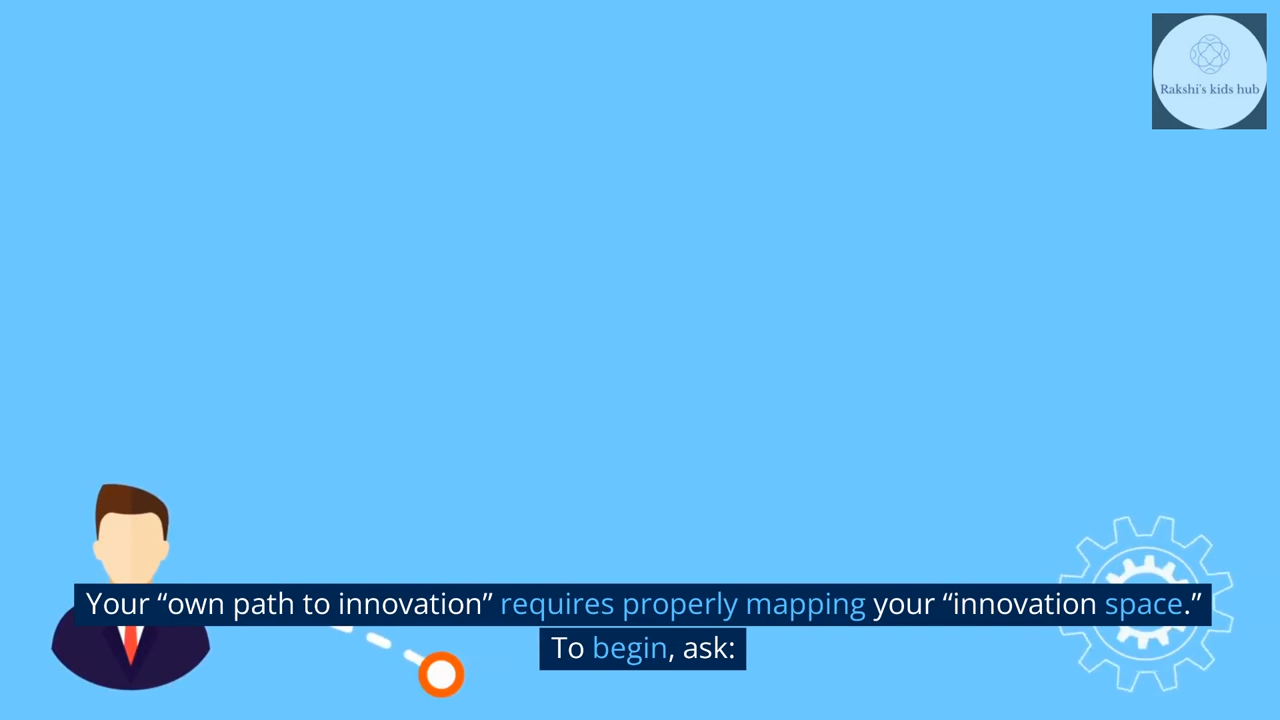 Rakshi's kids hub
Your “own path to innovation” requires properly mapping your “innovation space.”
To begin, ask: